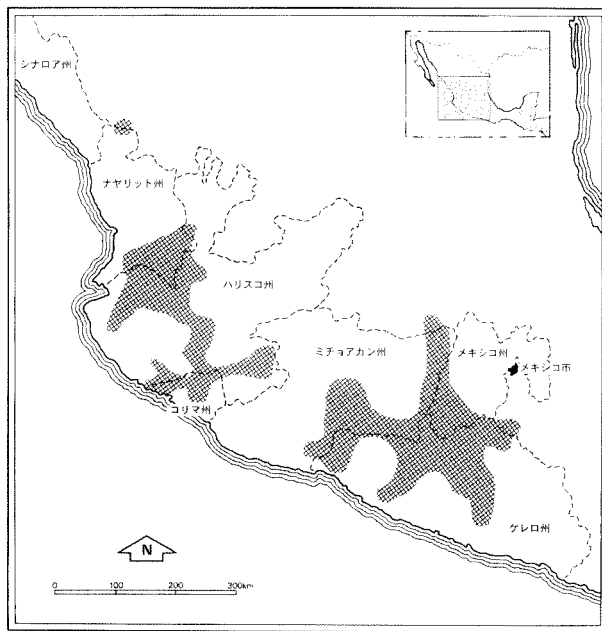 シナロア州
ナヤリット州
ハリスコ州
ミチョアカン州
メキシコ州
メキシコ市
コリマ州
ゲレロ州
N
0 100 200 300km